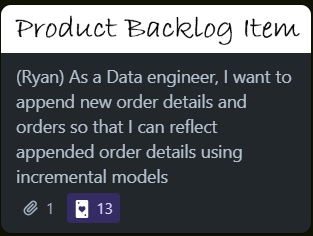 Product Backlog Item
(Ryan) As a Data engineer, I want to
append new order details and
orders so that I can reflect
appended order details using
incremental models
1 13